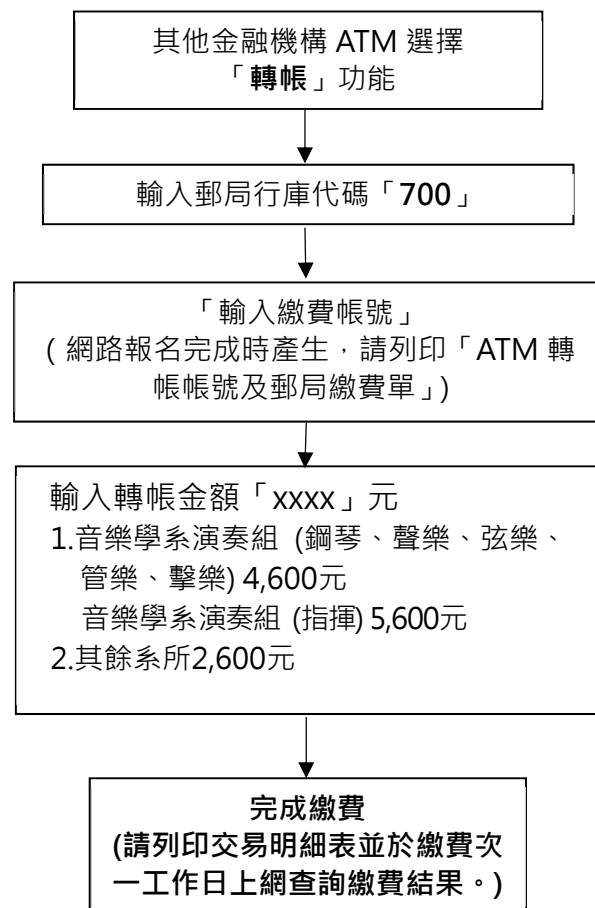 其他金融機構 ATM 選擇
「轉帳」功能
輸入郵局行庫代碼「700」
「輸入繳費帳號」
( 網路報名完成時產生，請列印「ATM 轉
帳帳號及郵局繳費單」)
輸入轉帳金額「xxxx」元
1.音樂學系演奏組 (鋼琴、聲樂、弦樂、
管樂、擊樂) 4,600元
音樂學系演奏組 (指揮) 5,600元
2.其餘系所2,600元
完成繳費
(請列印交易明細表並於繳費次
一工作日上網查詢繳費結果。)